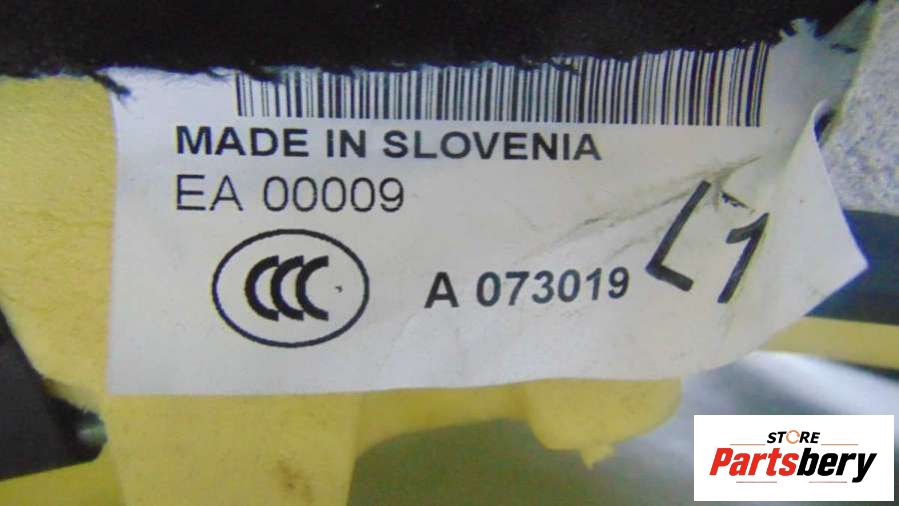 MADE IN SLOVENIA
EA 00009
CCC
A 073019
L1
STORE
Partsbery